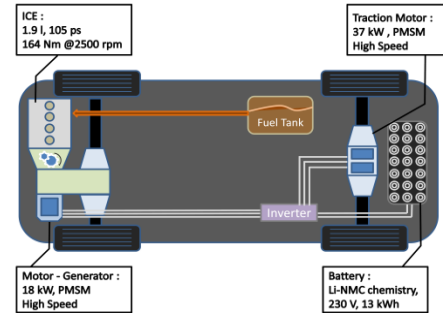 ICE :
1.9 l, 105 ps
164 Nm @2500 rpm
Traction Motor :
37 kW , PMSM
High Speed
Fuel Tank
Inverter
Motor - Generator :
18 kW, PMSM
High Speed
Battery :
Li-NMC chemistry,
230 V, 13 kWh